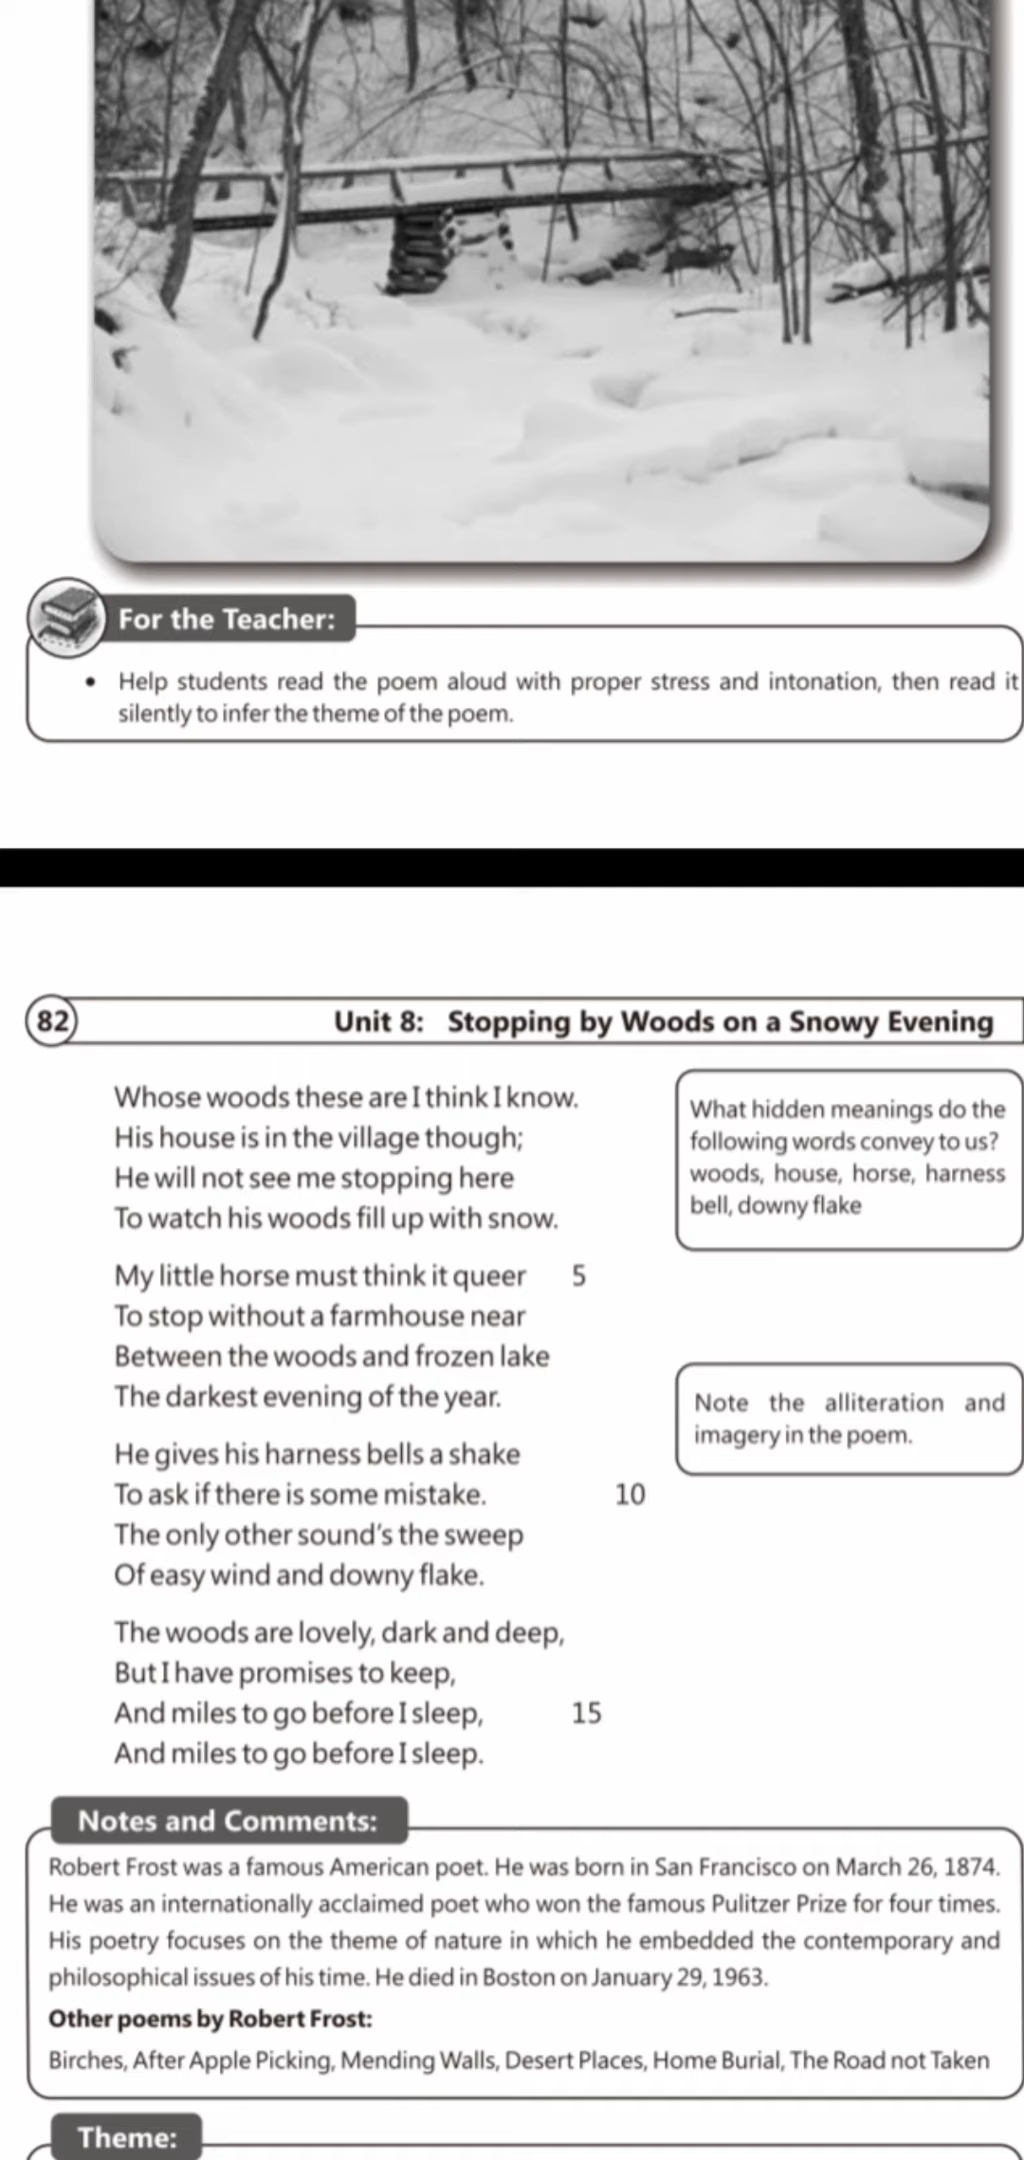 For the Teacher:
• Help students read the poem aloud with proper stress and intonation, then read it
silently to infer the theme of the poem.
82
Unit 8: Stopping by Woods on a Snowy Evening
Whose woods these are I think I know.
His house is in the village though;
He will not see me stopping here
To watch his woods fill up with snow.
What hidden meanings do the
following words convey to us?
woods, house, horse, harness
bell, downy flake
My little horse must think it queer 5
To stop without a farmhouse near
Between the woods and frozen lake
The darkest evening of the year.
Note the alliteration and
imagery in the poem.
He gives his harness bells a shake
To ask if there is some mistake. 10
The only other sound's the sweep
Of easy wind and downy flake.
The woods are lovely, dark and deep,
But I have promises to keep,
And miles to go before I sleep, 15
And miles to go before I sleep.
Notes and Comments:
Robert Frost was a famous American poet. He was born in San Francisco on March 26, 1874.
He was an internationally acclaimed poet who won the famous Pulitzer Prize for four times.
His poetry focuses on the theme of nature in which he embedded the contemporary and
philosophical issues of his time. He died in Boston on January 29, 1963.
Other poems by Robert Frost:
Birches, After Apple Picking, Mending Walls, Desert Places, Home Burial, The Road not Taken
Theme: